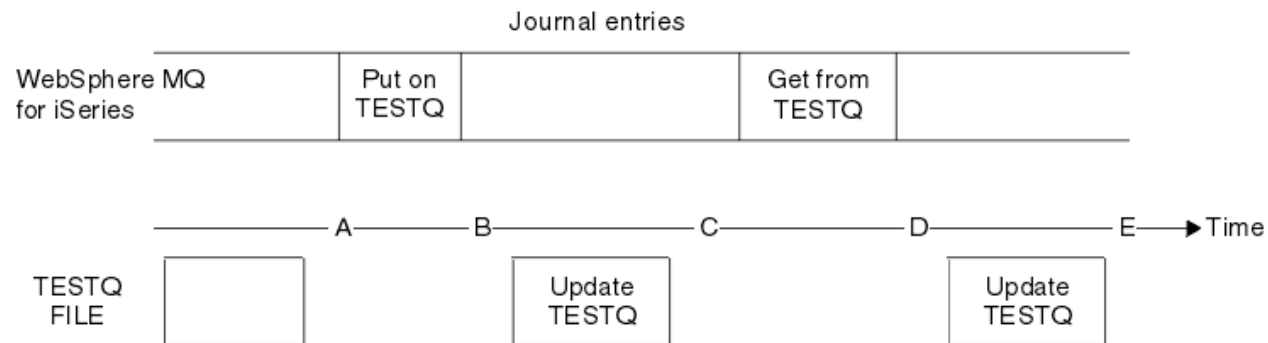 Journal entries
WebSphere MQ
for iSeries
Put on
TESTQ
Get from
TESTQ
A
B
C
D
E
Time
TESTQ
FILE
Update
TESTQ
Update
TESTQ